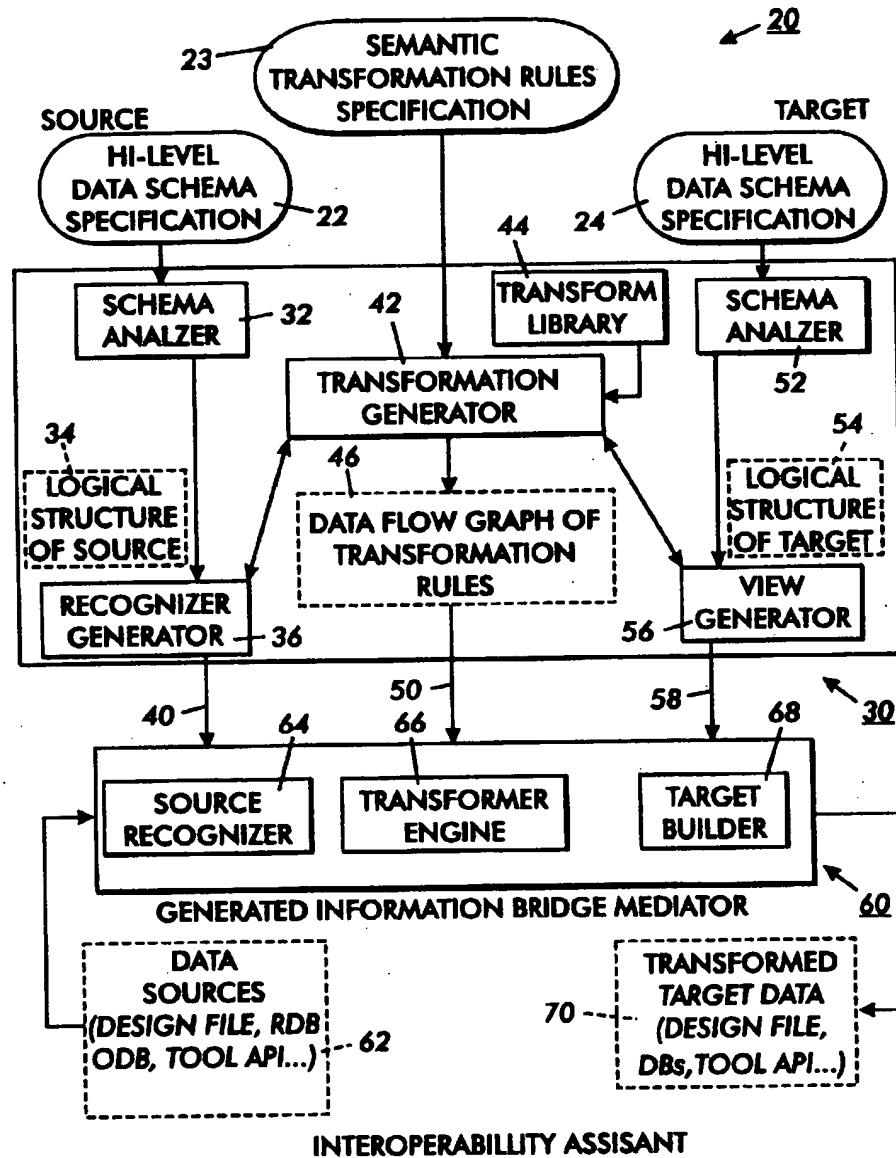 20
23
SEMANTIC
TRANSFORMATION RULES
SPECIFICATION
SOURCE
TARGET
HI-LEVEL
DATA SCHEMA
SPECIFICATION
22
HI-LEVEL
DATA SCHEMA
SPECIFICATION
24
44
SCHEMA
ANALZER
32
42
TRANSFORM
LIBRARY
SCHEMA
ANALZER
52
TRANSFORMATION
GENERATOR
34
46
54
LOGICAL
STRUCTURE
OF SOURCE
DATA FLOW GRAPH OF
TRANSFORMATION
RULES
LOGICAL
STRUCTURE
OF TARGET
RECOGNIZER
GENERATOR
36
VIEW
GENERATOR
56
40
50
58
30
64
66
68
SOURCE
RECOGNIZER
TRANSFORMER
ENGINE
TARGET
BUILDER
GENERATED INFORMATION BRIDGE MEDIATOR
60
DATA
SOURCES
(DESIGN FILE, RDB
ODB, TOOL API...)
62
TRANSFORMED
TARGET DATA
(DESIGN FILE,
DBs,TOOL API...)
70
INTEROPERABILLITY ASSISANT